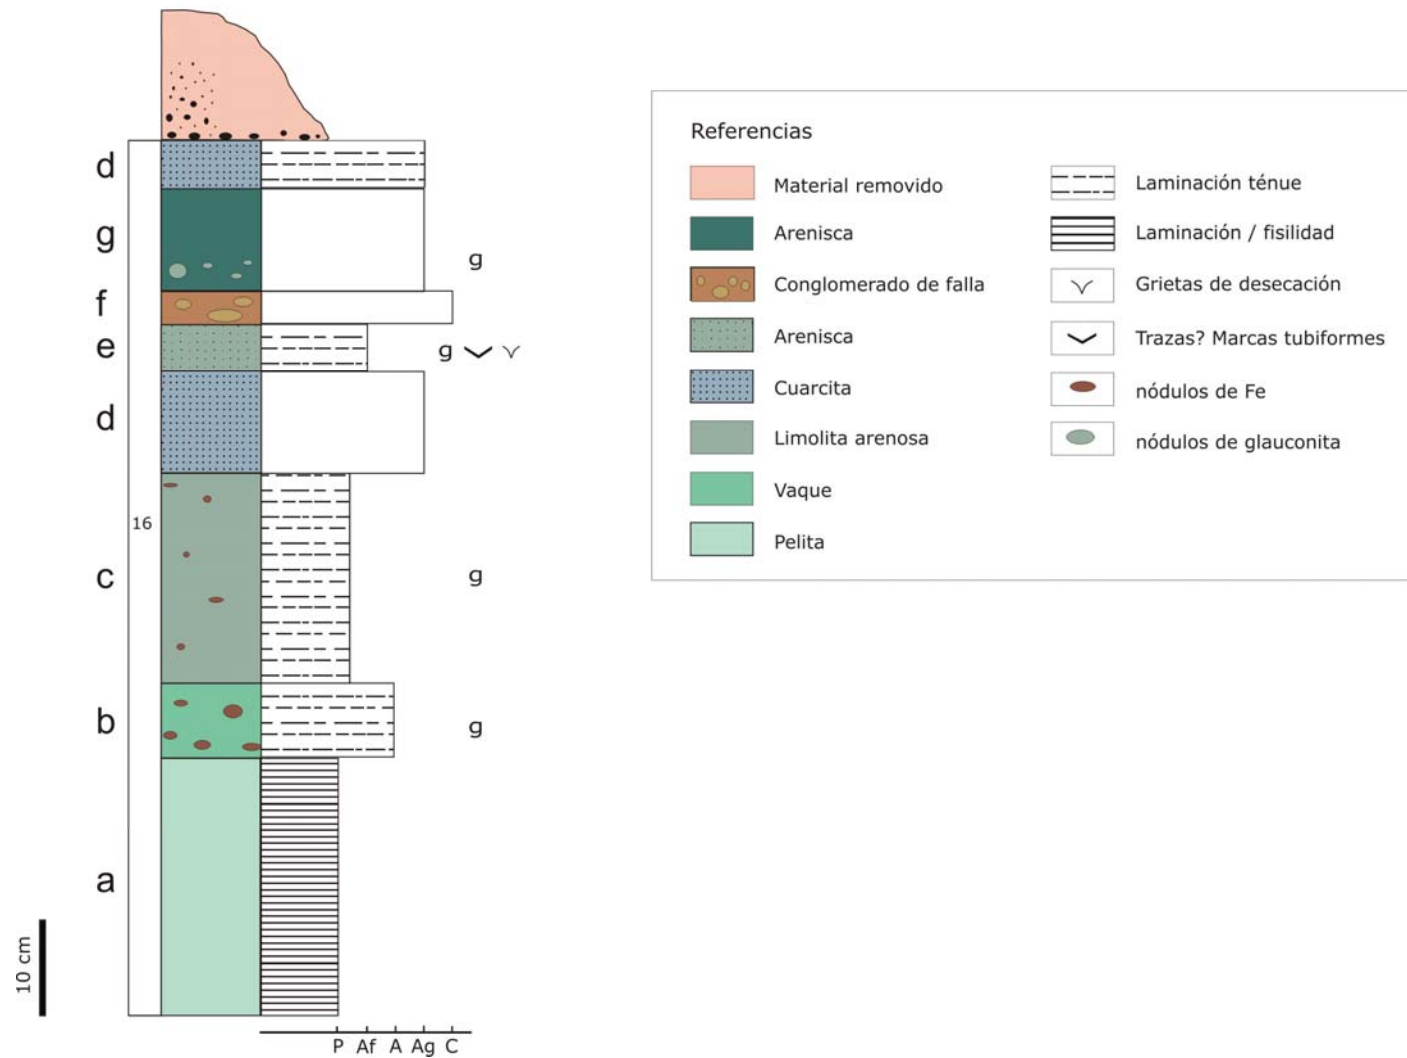 d
g
g
f
e
g
d
16
c
g
b
g
a
10 cm
P Af A Ag C
Referencias
Material removido
Arenisca
Conglomerado de falla
Arenisca
Cuarcita
Limolita arenosa
Vaque
Pelita
Laminación ténue
Laminación / fisilidad
Grietas de desecación
Trazas? Marcas tubiformes
nódulos de Fe
nódulos de glauconita